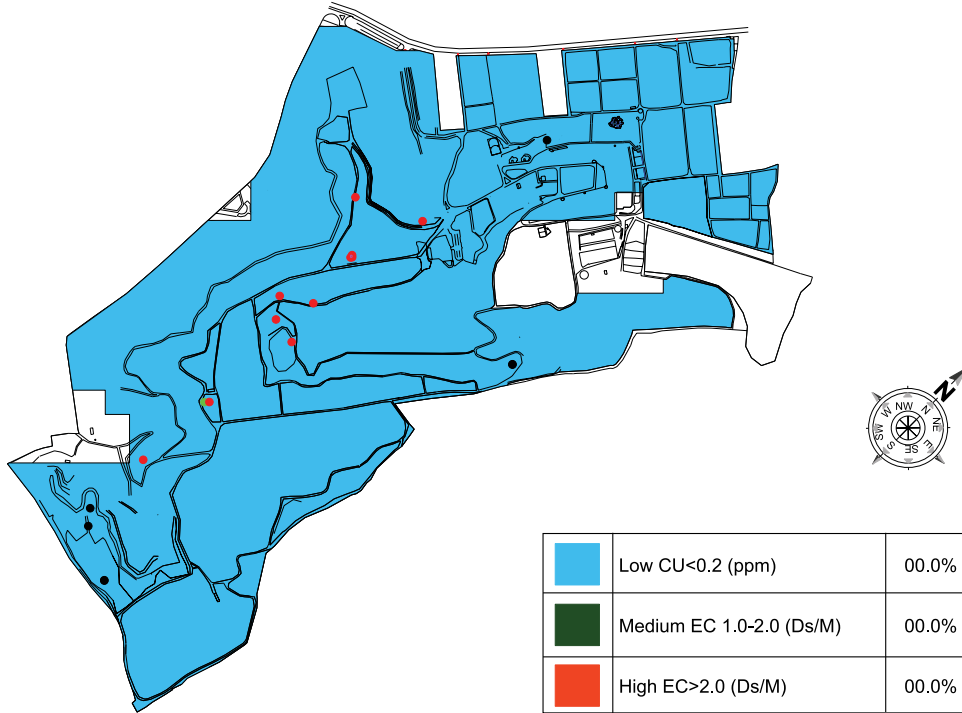 N
NW
N
W
NE
SW
E
S
SE
Low CU<0.2 (ppm) 00.0%
Medium EC 1.0-2.0 (Ds/M) 00.0%
High EC>2.0 (Ds/M) 00.0%